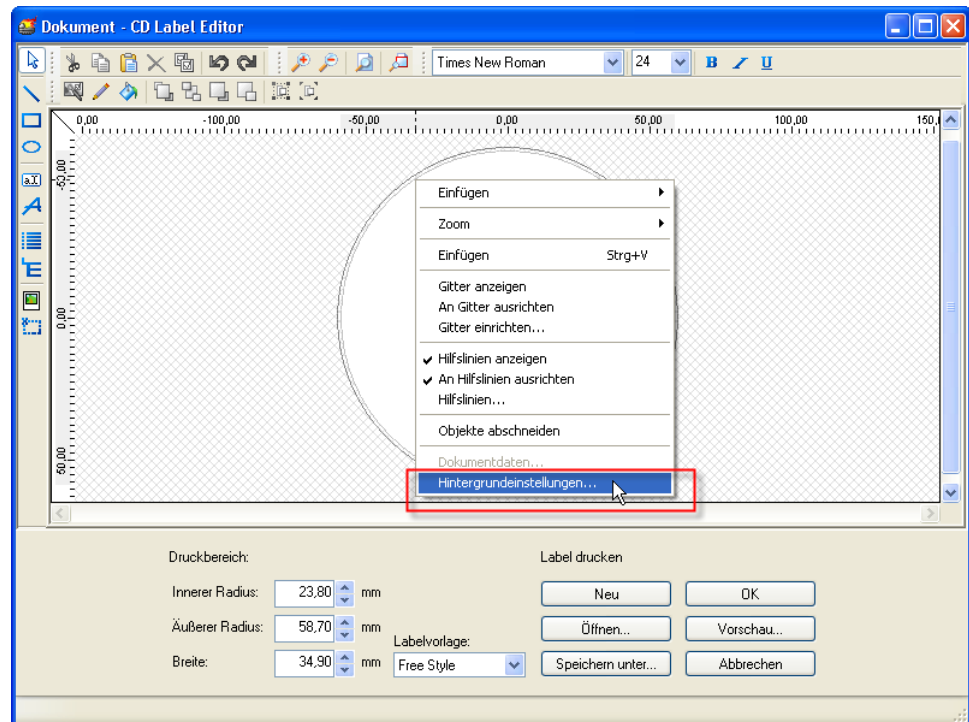 Dokument - CD Label Editor
Times New Roman
24
B I U
0,00 -100,00 -50,00 0,00 50,00 100,00 150,
-50,00
0,00
50,00
Einfügen
Zoom
Einfügen Strg+V
Gitter anzeigen
An Gitter ausrichten
Gitter einrichten...
Hilfslinien anzeigen
An Hilfslinien ausrichten
Hilfslinien...
Objekte abschneiden
Dokumentdaten...
Hintergrundeinstellungen...
Druckbereich:
Innerer Radius: 23,80 mm
Äußerer Radius: 58,70 mm
Breite: 34,90 mm
Labelvorlage:
Free Style
Label drucken
Neu OK
Öffnen... Vorschau...
Speichern unter... Abbrechen